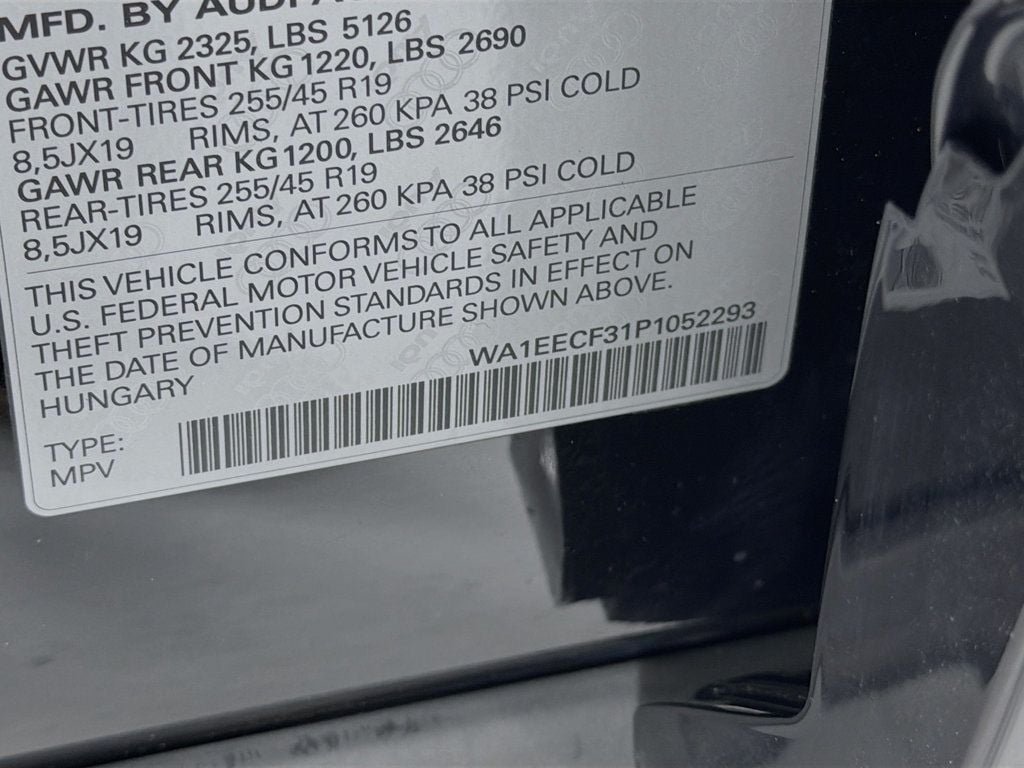 MFD. BY AUDI
GVWR KG 2325, LBS 5126
GAWR FRONT KG 1220, LBS 2690
FRONT-TIRES 255/45 R19
8,5JX19 RIMS, AT 260 KPA 38 PSI COLD
GAWR REAR KG 1200, LBS 2646
REAR-TIRES 255/45 R19
8,5JX19 RIMS, AT 260 KPA 38 PSI COLD
THIS VEHICLE CONFORMS TO ALL APPLICABLE
U.S. FEDERAL MOTOR VEHICLE SAFETY AND
THEFT PREVENTION STANDARDS IN EFFECT ON
THE DATE OF MANUFACTURE SHOWN ABOVE.
HUNGARY
WA1EECF31P1052293
TYPE:
MPV